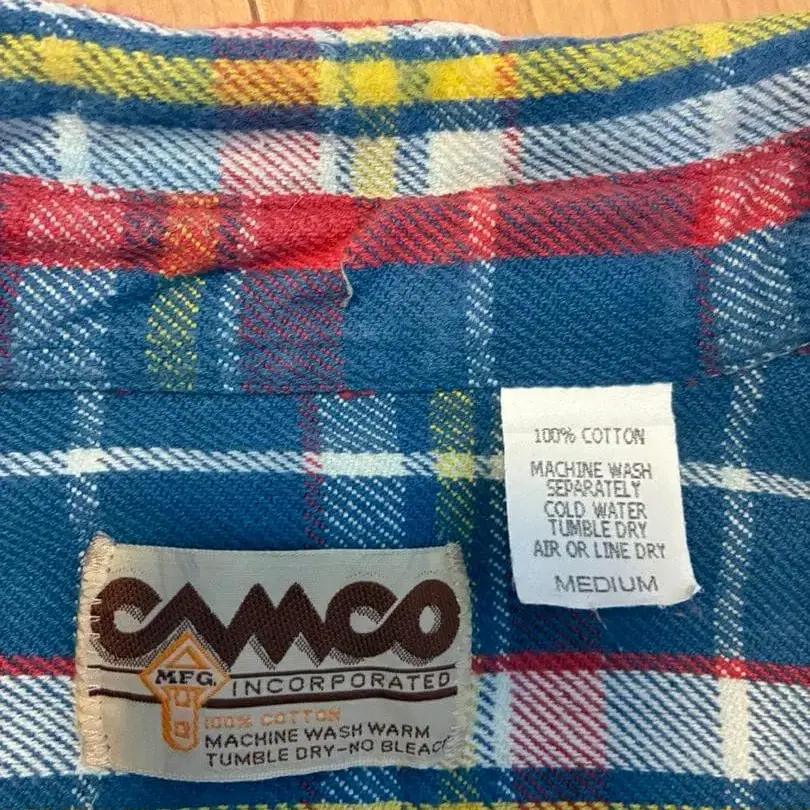 100% COTTON
MACHINE WASH
SEPARATELY
COLD WATER
TUMBLE DRY
AIR OR LINE DRY
MEDIUM
CAMCO
MFG.
INCORPORATED
100% COTTON
MACHINE WASH WARM
TUMBLE DRY-NO BLEAC